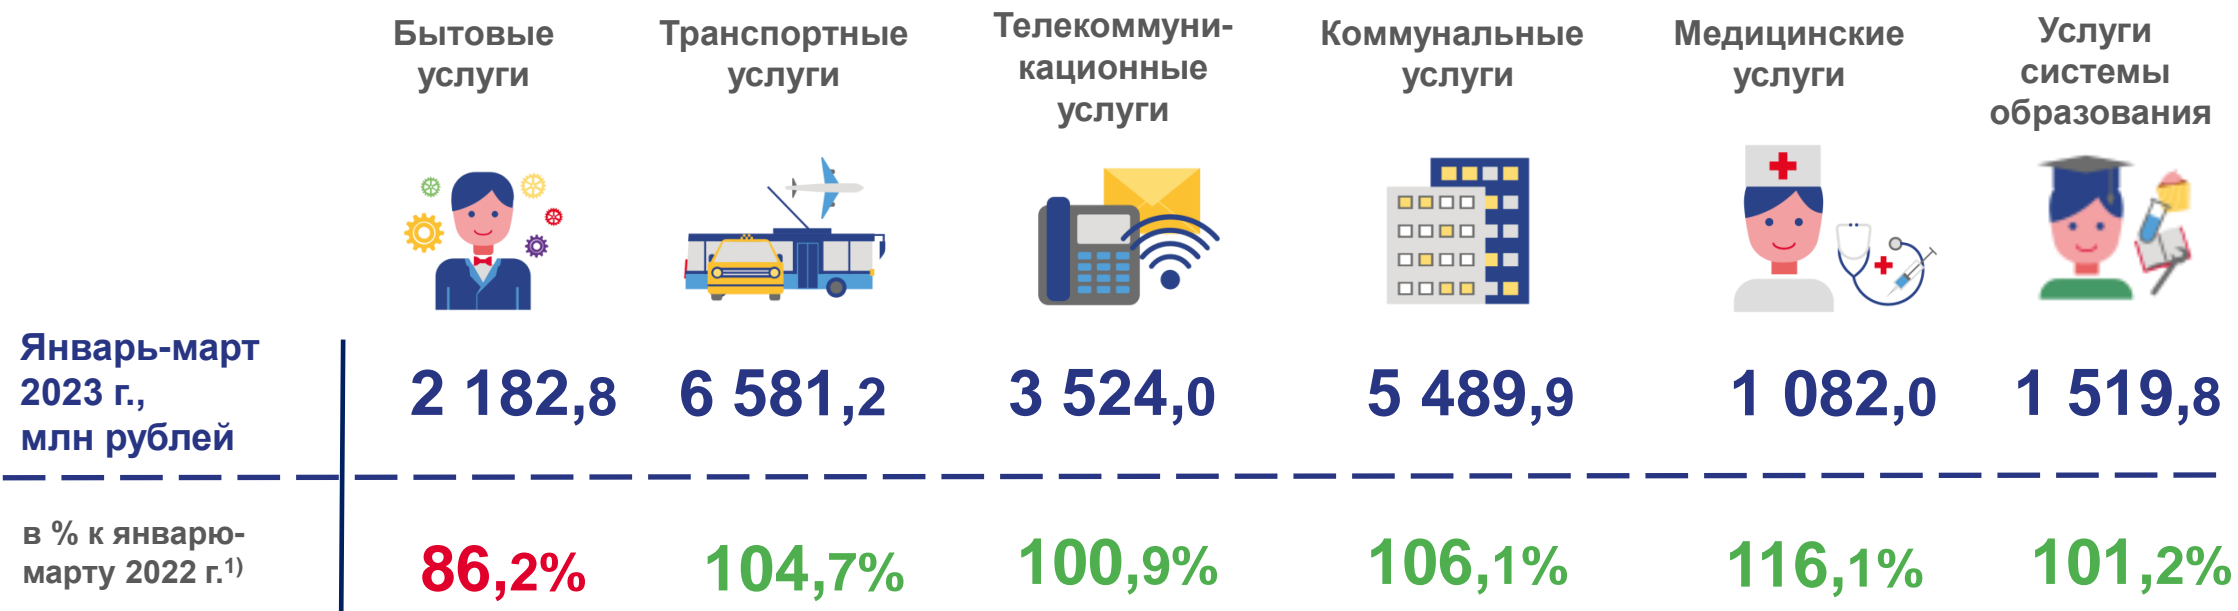 Бытовые
услуги
Транспортные
услуги
Телекоммуни-
кационные
услуги
Коммунальные
услуги
Медицинские
услуги
Услуги
системы
образования
Январь-март
2023 г.,
млн рублей
2 182,8
6 581,2
3 524,0
5 489,9
1 082,0
1 519,8
в % к январю-
марту 2022 г.¹⁾
86,2%
104,7%
100,9%
106,1%
116,1%
101,2%